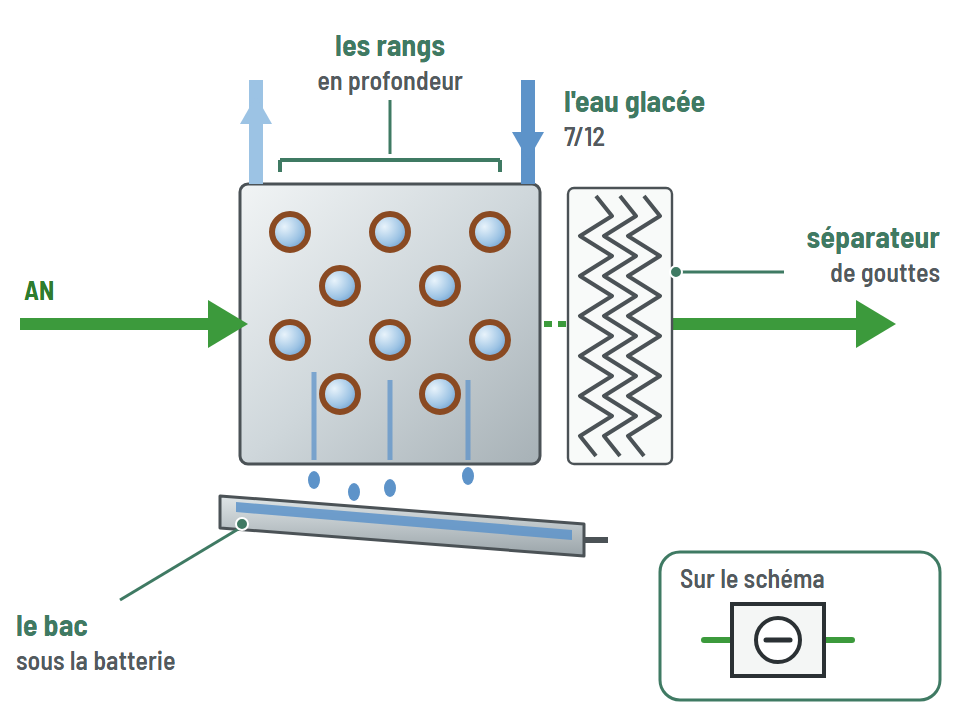 les rangs
en profondeur
l'eau glacée
7/12
séparateur
de gouttes
AN
le bac
sous la batterie
Sur le schéma